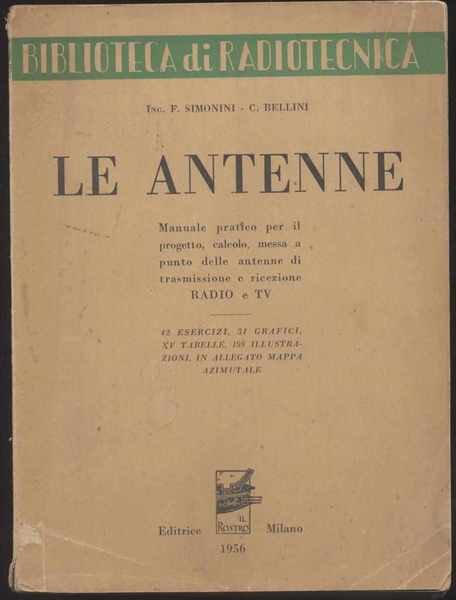 BIBLIOTECA di RADIOTECNICA
Ing. F. SIMONINI - C. BELLINI
LE ANTENNE
Manuale pratico per il
progetto, calcolo, messa a
punto delle antenne di
trasmissione e ricezione
RADIO e TV
42 ESERCIZI, 31 GRAFICI,
XV TABELLE, 198 ILLUSTRA-
ZIONI, IN ALLEGATO MAPPA
AZIMUTALE
IL
ROSTRO
Editrice Milano
1956